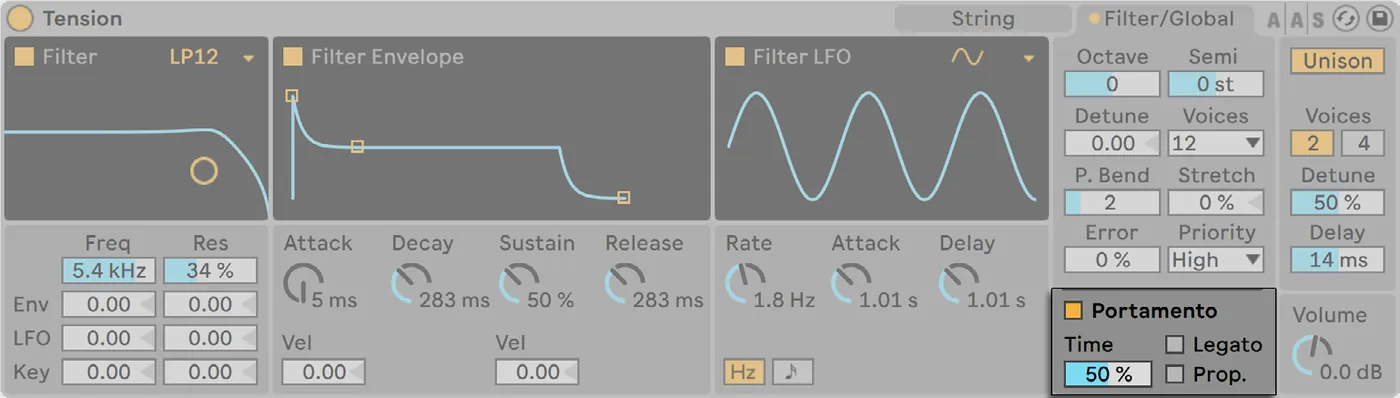 Tension String Filter/Global AAS
Filter LP12 Filter Envelope Filter LFO
Octave Semi
0 0 st
Unison
Detune Voices
0.00 12
Voices
2 4
P. Bend Stretch
2 0 %
Detune
50 %
Error Priority
0 % High
Delay
14 ms
Freq Res
5.4 kHz 34 %
Env 0.00 0.00
LFO 0.00 0.00
Key 0.00 0.00
Attack Decay Sustain Release
5 ms 283 ms 50 % 283 ms
Vel Vel
0.00 0.00
Rate Attack Delay
1.8 Hz 1.01 s 1.01 s
Hz
Portamento
Time Legato
50 % Prop.
Volume
0.0 dB